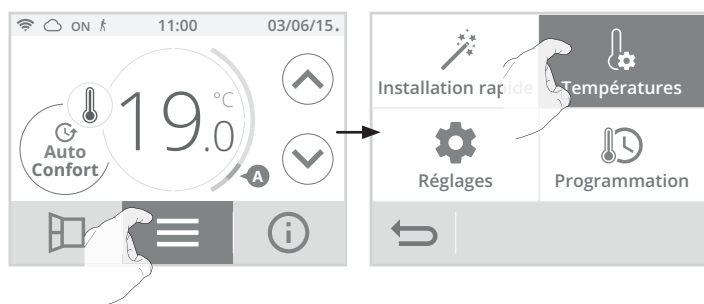 ON 11:00 03/06/15.
19.0 °C
Auto
Confort
A
Installation rapide
Températures
Réglages
Programmation